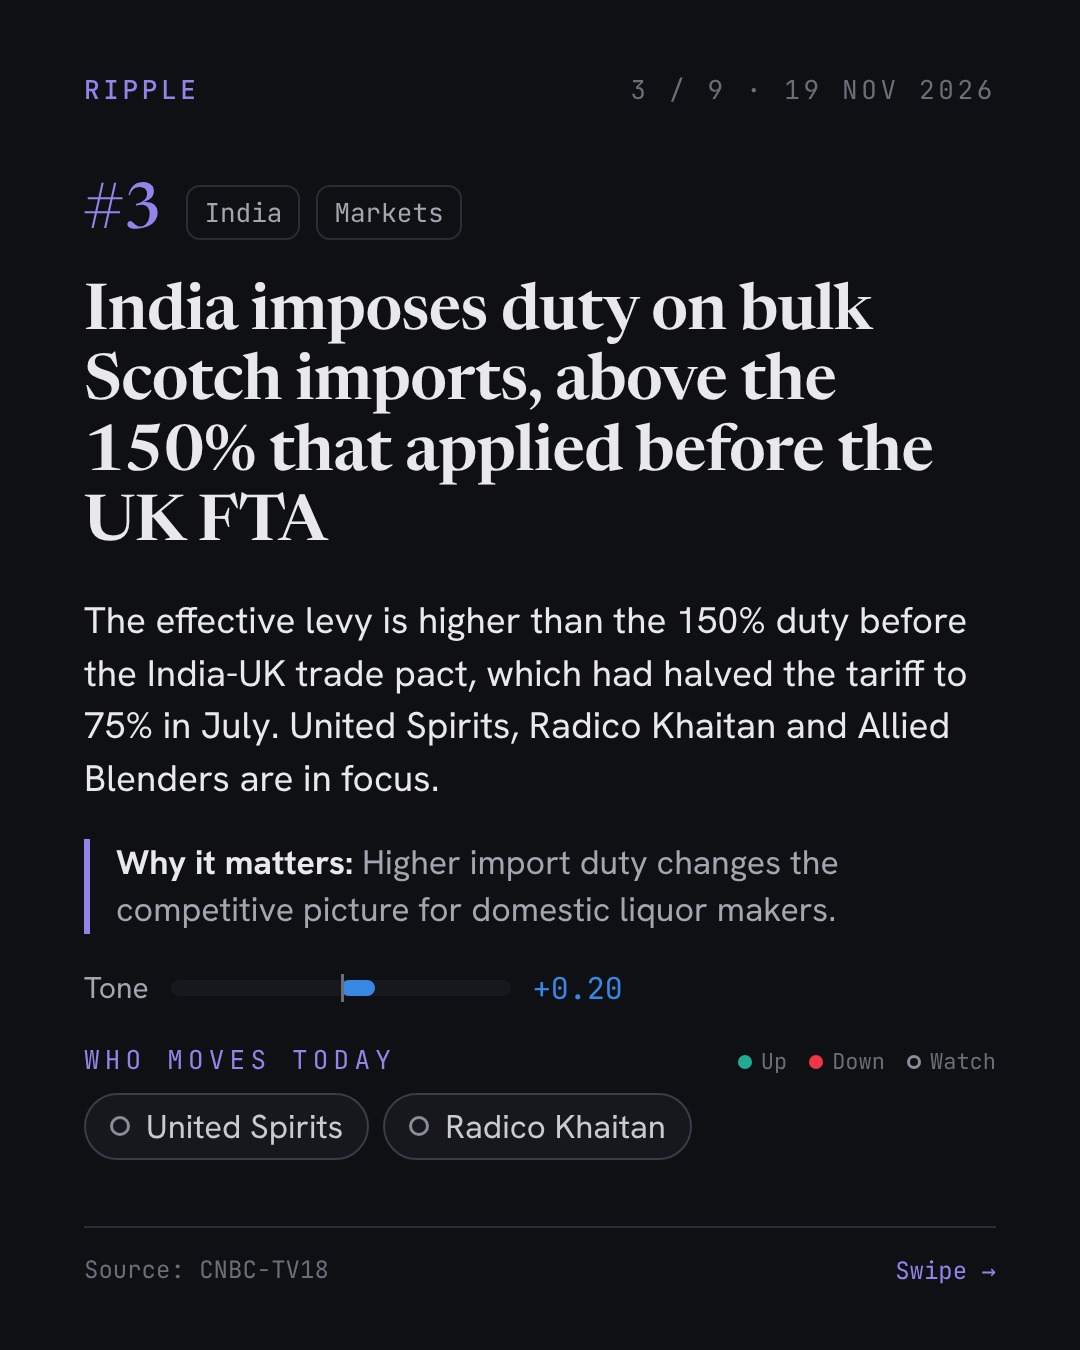 RIPPLE
3 / 9 · 19 NOV 2026
#3 India Markets
India imposes duty on bulk
Scotch imports, above the
150% that applied before the
UK FTA
The effective levy is higher than the 150% duty before
the India-UK trade pact, which had halved the tariff to
75% in July. United Spirits, Radico Khaitan and Allied
Blenders are in focus.
Why it matters: Higher import duty changes the
competitive picture for domestic liquor makers.
Tone +0.20
WHO MOVES TODAY
Up Down Watch
United Spirits Radico Khaitan
Source: CNBC-TV18
Swipe →